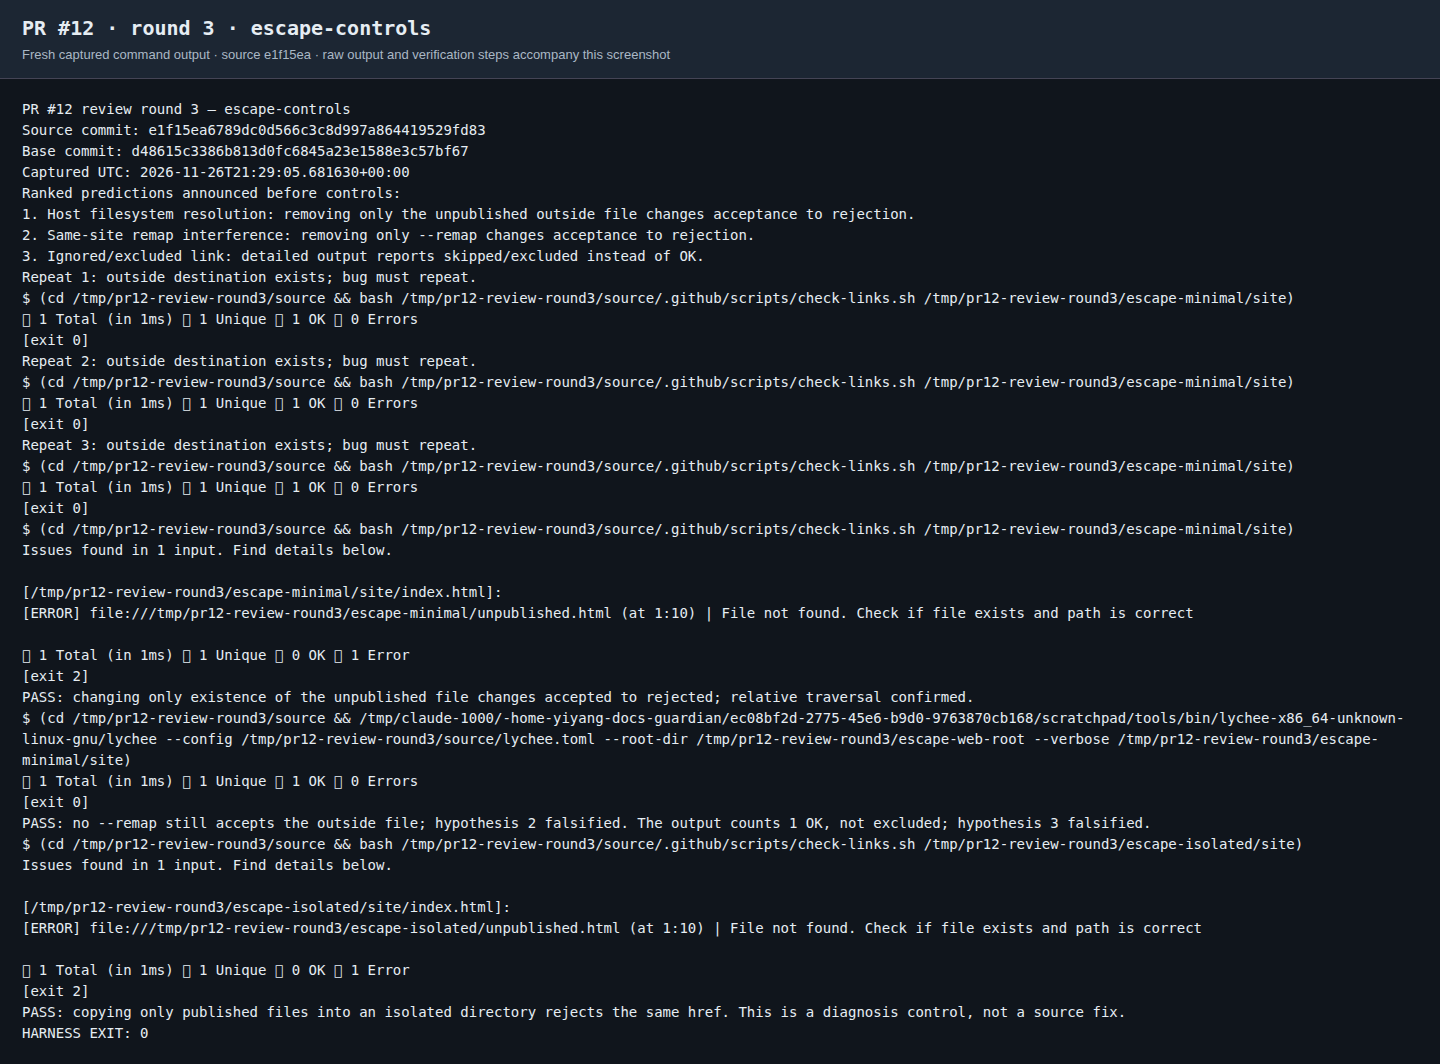 PR #12 · round 3 · escape-controls
Fresh captured command output · source e1f15ea · raw output and verification steps accompany this screenshot
PR #12 review round 3 — escape-controls
Source commit: e1f15ea6789dc0d566c3c8d997a864419529fd83
Base commit: d48615c3386b813d0fc6845a23e1588e3c57bf67
Captured UTC: 2026-11-26T21:29:05.681630+00:00
Ranked predictions announced before controls:
1. Host filesystem resolution: removing only the unpublished outside file changes acceptance to rejection.
2. Same-site remap interference: removing only --remap changes acceptance to rejection.
3. Ignored/excluded link: detailed output reports skipped/excluded instead of OK.
Repeat 1: outside destination exists; bug must repeat.
$ (cd /tmp/pr12-review-round3/source && bash /tmp/pr12-review-round3/source/.github/scripts/check-links.sh /tmp/pr12-review-round3/escape-minimal/site)
▯ 1 Total (in 1ms) ▯ 1 Unique ▯ 1 OK ▯ 0 Errors
[exit 0]
Repeat 2: outside destination exists; bug must repeat.
$ (cd /tmp/pr12-review-round3/source && bash /tmp/pr12-review-round3/source/.github/scripts/check-links.sh /tmp/pr12-review-round3/escape-minimal/site)
▯ 1 Total (in 1ms) ▯ 1 Unique ▯ 1 OK ▯ 0 Errors
[exit 0]
Repeat 3: outside destination exists; bug must repeat.
$ (cd /tmp/pr12-review-round3/source && bash /tmp/pr12-review-round3/source/.github/scripts/check-links.sh /tmp/pr12-review-round3/escape-minimal/site)
▯ 1 Total (in 1ms) ▯ 1 Unique ▯ 1 OK ▯ 0 Errors
[exit 0]
$ (cd /tmp/pr12-review-round3/source && bash /tmp/pr12-review-round3/source/.github/scripts/check-links.sh /tmp/pr12-review-round3/escape-minimal/site)
Issues found in 1 input. Find details below.
[/tmp/pr12-review-round3/escape-minimal/site/index.html]:
[ERROR] file:///tmp/pr12-review-round3/escape-minimal/unpublished.html (at 1:10) | File not found. Check if file exists and path is correct
▯ 1 Total (in 1ms) ▯ 1 Unique ▯ 0 OK ▯ 1 Error
[exit 2]
PASS: changing only existence of the unpublished file changes accepted to rejected; relative traversal confirmed.
$ (cd /tmp/pr12-review-round3/source && /tmp/claude-1000/-home-yiyang-docs-guardian/ec08bf2d-2775-45e6-b9d0-9763870cb168/scratchpad/tools/bin/lychee-x86_64-unknown-
linux-gnu/lychee --config /tmp/pr12-review-round3/source/lychee.toml --root-dir /tmp/pr12-review-round3/escape-web-root --verbose /tmp/pr12-review-round3/escape-
minimal/site)
▯ 1 Total (in 1ms) ▯ 1 Unique ▯ 1 OK ▯ 0 Errors
[exit 0]
PASS: no --remap still accepts the outside file; hypothesis 2 falsified. The output counts 1 OK, not excluded; hypothesis 3 falsified.
$ (cd /tmp/pr12-review-round3/source && bash /tmp/pr12-review-round3/source/.github/scripts/check-links.sh /tmp/pr12-review-round3/escape-isolated/site)
Issues found in 1 input. Find details below.
[/tmp/pr12-review-round3/escape-isolated/site/index.html]:
[ERROR] file:///tmp/pr12-review-round3/escape-isolated/unpublished.html (at 1:10) | File not found. Check if file exists and path is correct
▯ 1 Total (in 1ms) ▯ 1 Unique ▯ 0 OK ▯ 1 Error
[exit 2]
PASS: copying only published files into an isolated directory rejects the same href. This is a diagnosis control, not a source fix.
HARNESS EXIT: 0